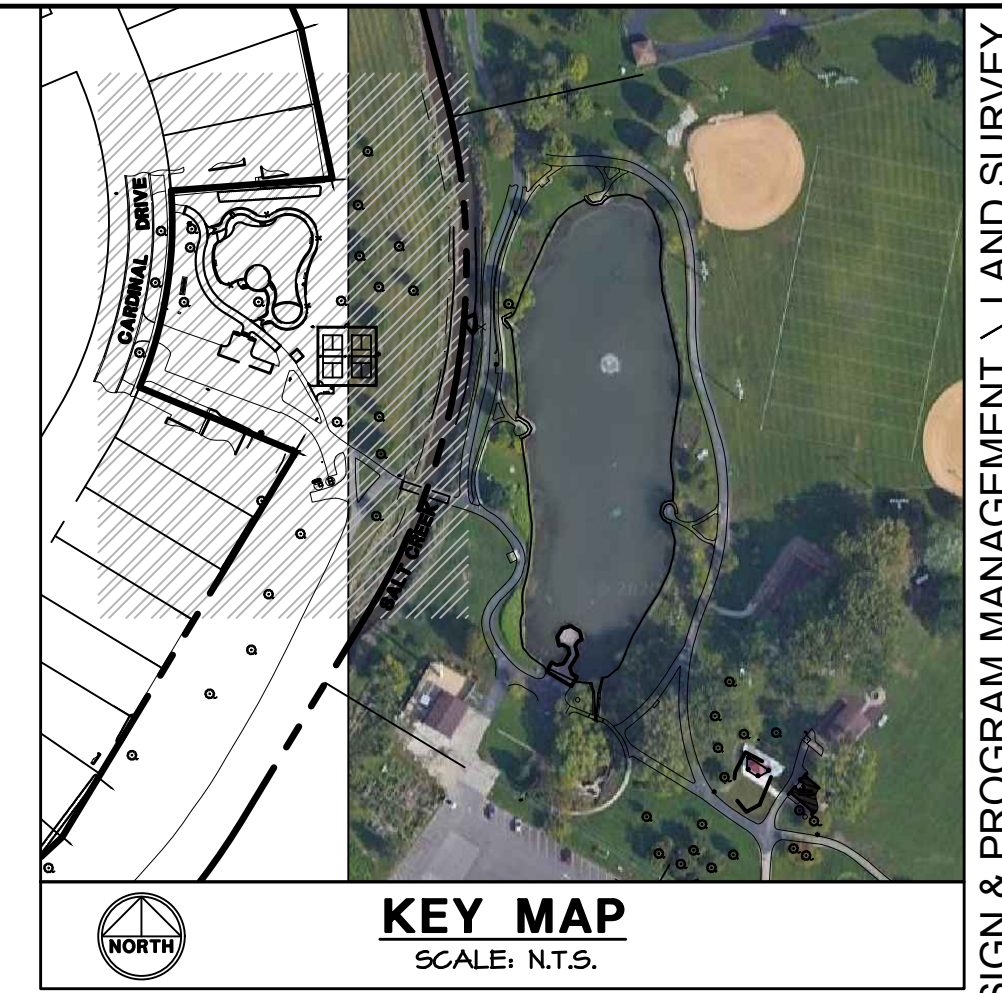 CARDINAL DRIVE
SALT CREEK
NORTH
KEY MAP
SCALE: N.T.S.
SIGN & PROGRAM MANAGEMENT \ LAND SURVEY